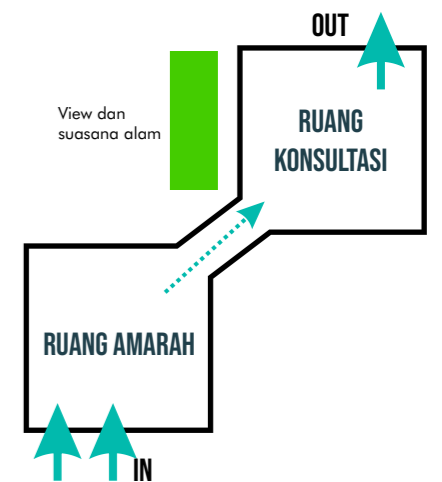 OUT
View dan
suasana alam
RUANG
KONSULTASI
RUANG AMARAH
IN